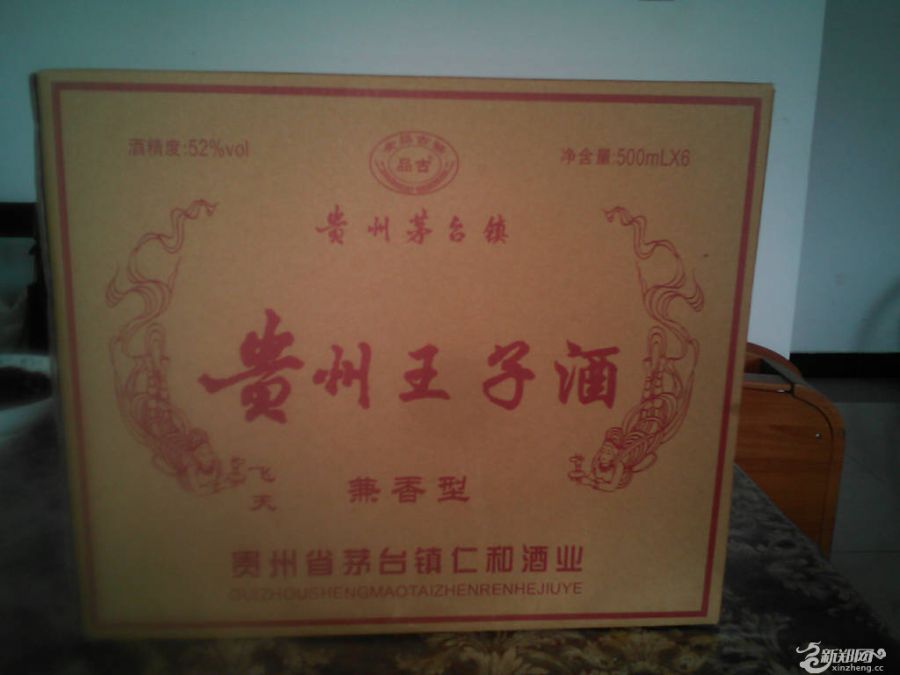 酒精度:52%vol
品古
净含量:500mLX6
贵州茅台镇
贵州王子酒
飞天
兼香型
贵州省茅台镇仁和酒业
GUIZHOUSHENGMAOTAIZHENRENHEJIUYE
新郑网
xinzheng.cc